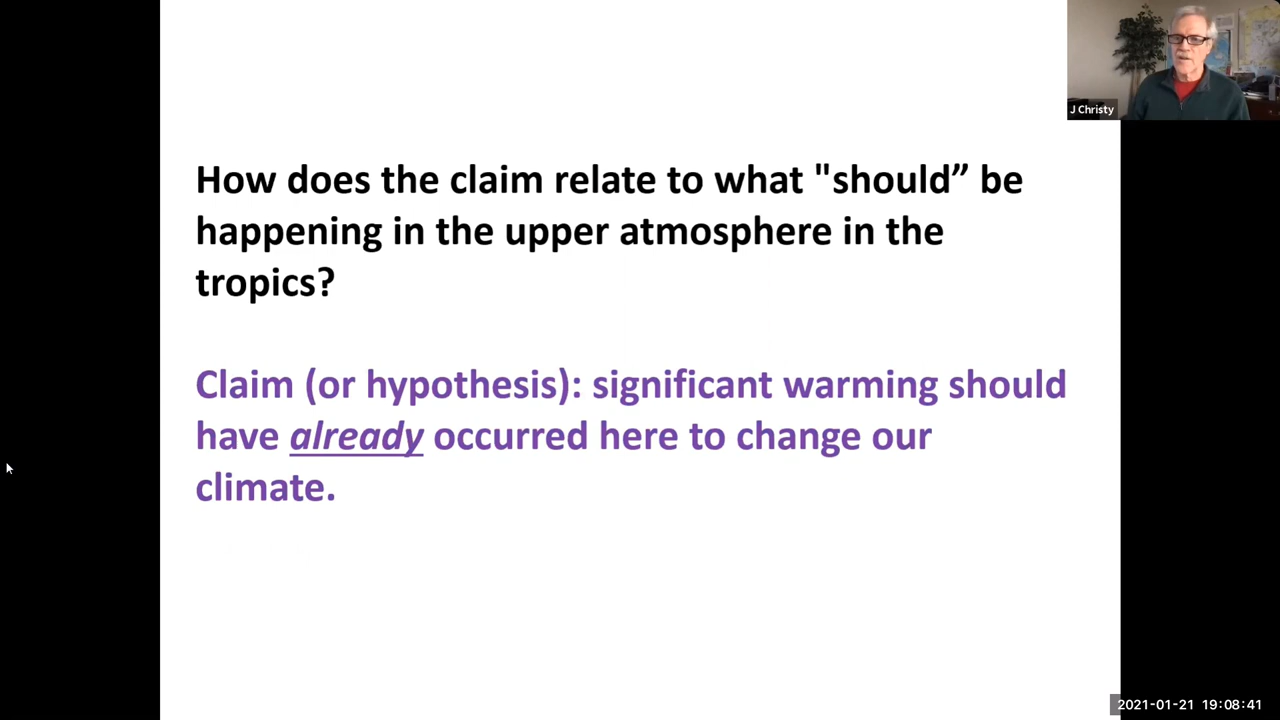 J Christy
How does the claim relate to what "should” be
happening in the upper atmosphere in the
tropics?
Claim (or hypothesis): significant warming should
have already occurred here to change our
climate.
2021-01-21 19:08:41